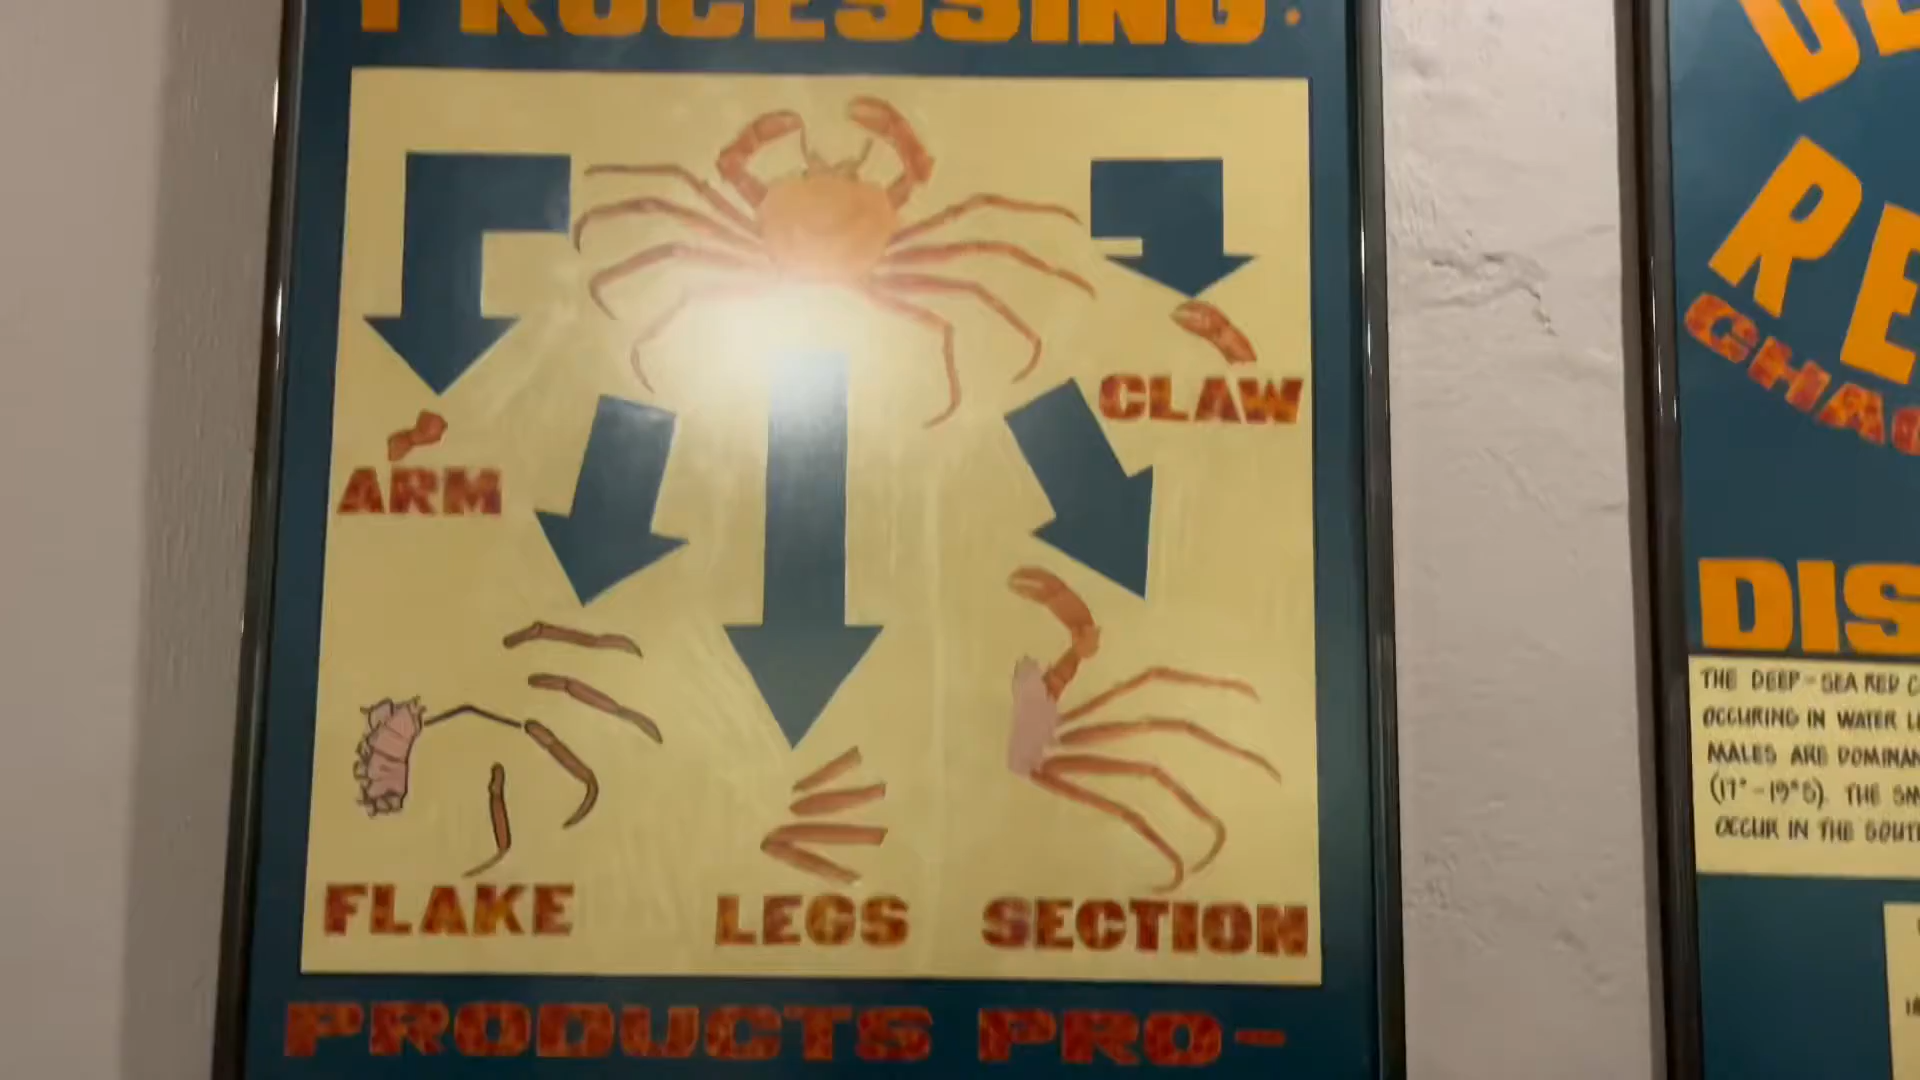 PROCESSING.
CLAW
ARM
FLAKE
LEGS
SECTION
PRODUCTS PRO-
RE
DIS
THE DEEP-SEA RED C
OCCURING IN WATER
MALES ARE DOMINAN
(17°-19°S). THE
OCCUR IN THE SOUT